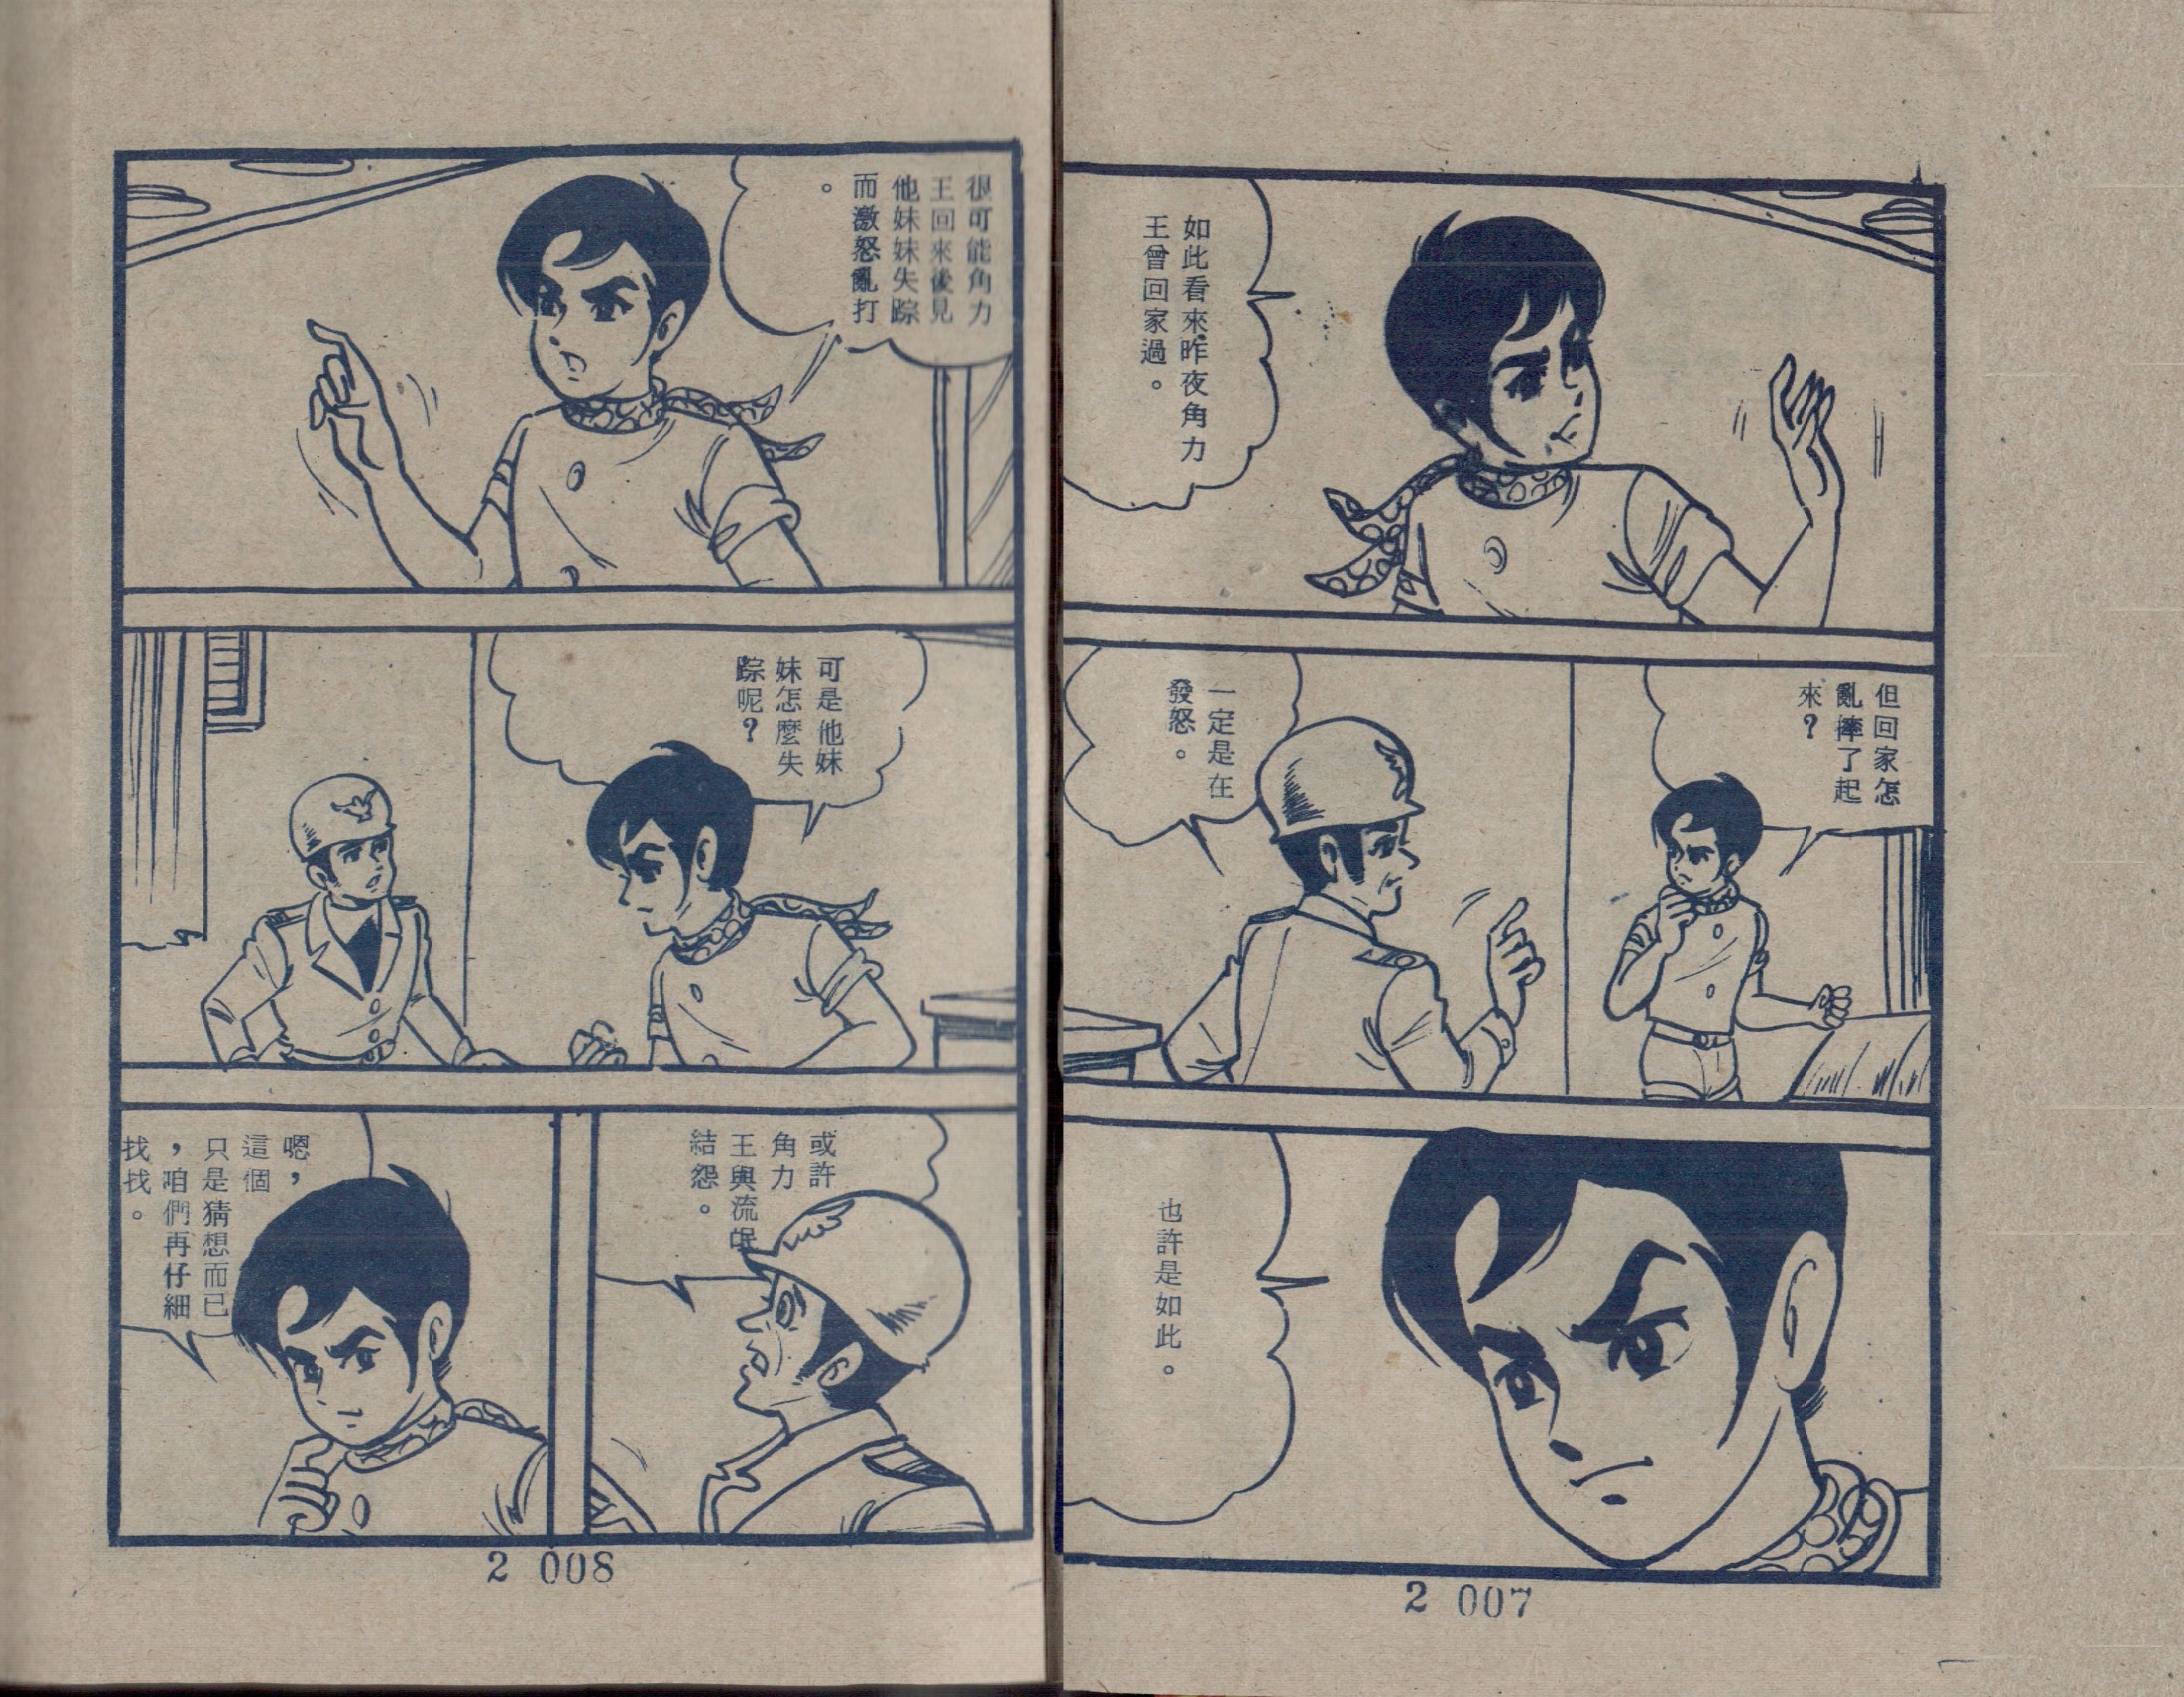 如此看來昨夜角力
王曾回家過。
但回家怎
亂摔了起
來？
一定是在
發怒。
也許是如此。
2 007
很可能角力
王回來後見
他妹妹失踪
而激怒亂打
。
可是他妹
妹怎麼失
踪呢？
或許
角力
王與流氓
結怨。
嗯，
這個
只是猜想而已
，咱們再仔細
找找。
2 008